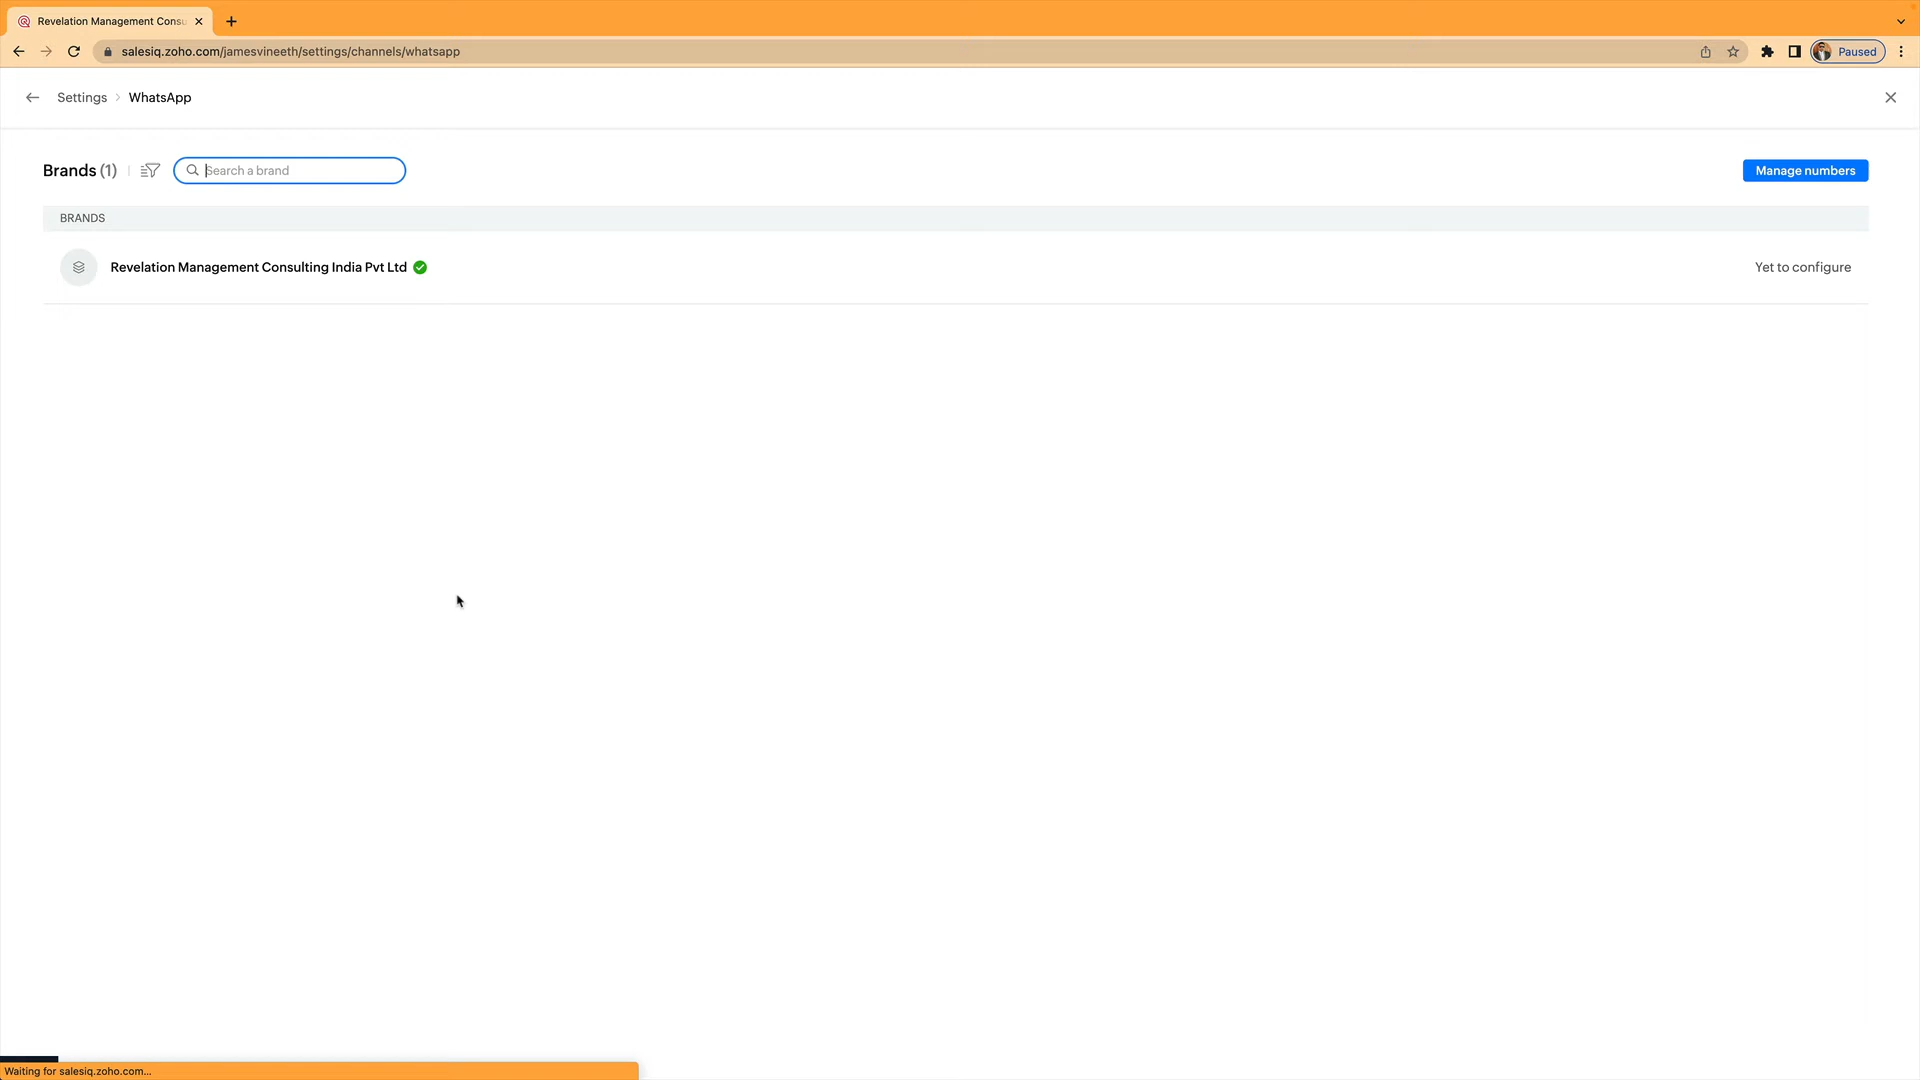 Revelation Management Consu
salesiq.zoho.com/jamesvineeth/settings/channels/whatsapp
Paused
Settings > WhatsApp
Brands (1)
Search a brand
Manage numbers
BRANDS
Revelation Management Consulting India Pvt Ltd
Yet to configure
Waiting for salesiq.zoho.com...